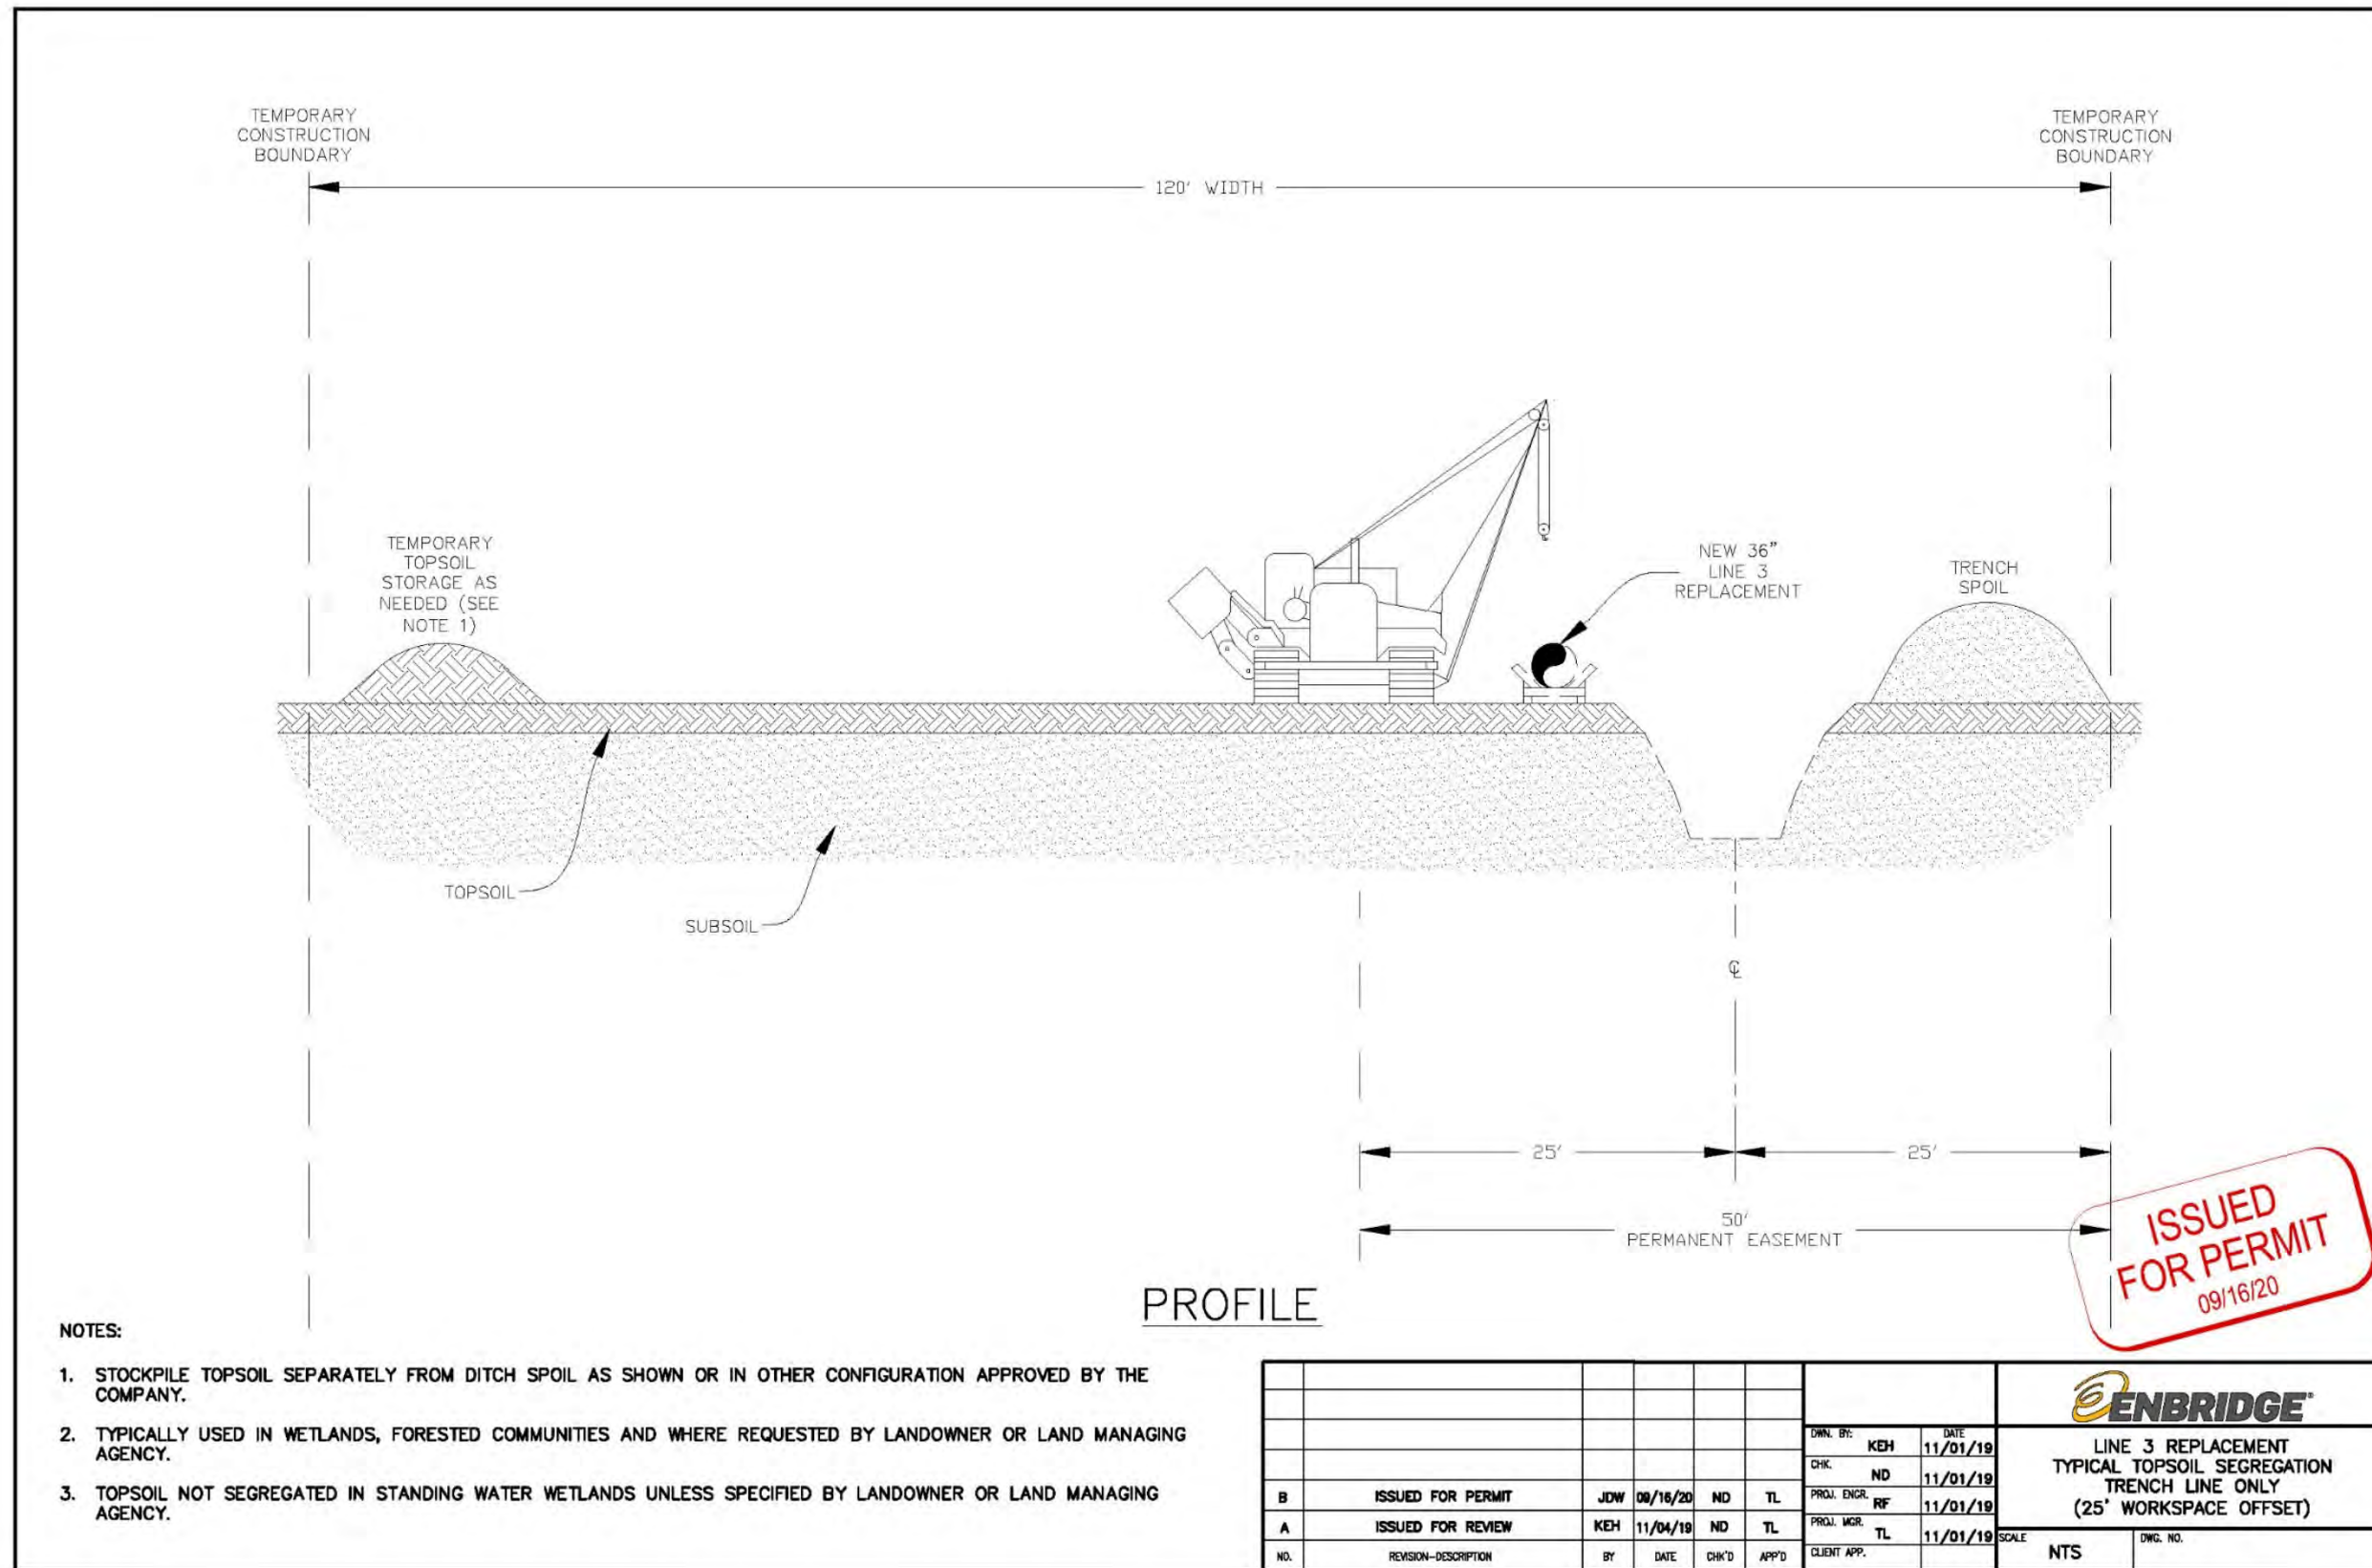 TEMPORARY
CONSTRUCTION
BOUNDARY
TEMPORARY
CONSTRUCTION
BOUNDARY
120' WIDTH
TEMPORARY
TOPSOIL
STORAGE AS
NEEDED (SEE
NOTE 1)
NEW 36"
LINE 3
REPLACEMENT
TRENCH
SPOIL
TOPSOIL
SUBSOIL
℄
25'
25'
50'
PERMANENT EASEMENT
ISSUED
FOR PERMIT
09/16/20
PROFILE
NOTES:
1. STOCKPILE TOPSOIL SEPARATELY FROM DITCH SPOIL AS SHOWN OR IN OTHER CONFIGURATION APPROVED BY THE
COMPANY.
2. TYPICALLY USED IN WETLANDS, FORESTED COMMUNITIES AND WHERE REQUESTED BY LANDOWNER OR LAND MANAGING
AGENCY.
3. TOPSOIL NOT SEGREGATED IN STANDING WATER WETLANDS UNLESS SPECIFIED BY LANDOWNER OR LAND MANAGING
AGENCY.
B ISSUED FOR PERMIT JDW 09/16/20 ND TL
A ISSUED FOR REVIEW KEH 11/04/19 ND TL
NO. REVISION-DESCRIPTION BY DATE CHK'D APP'D
DWN. BY: KEH DATE 11/01/19
CHK. ND 11/01/19
PROJ. ENGR. RF 11/01/19
PROJ. MGR. TL 11/01/19
CLIENT APP.
ENBRIDGE®
LINE 3 REPLACEMENT
TYPICAL TOPSOIL SEGREGATION
TRENCH LINE ONLY
(25' WORKSPACE OFFSET)
SCALE NTS
DWG. NO.